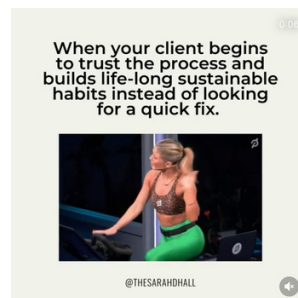 When your client begins
to trust the process and
builds life-long sustainable
habits instead of looking
for a quick fix.
@THESARAHDHALL